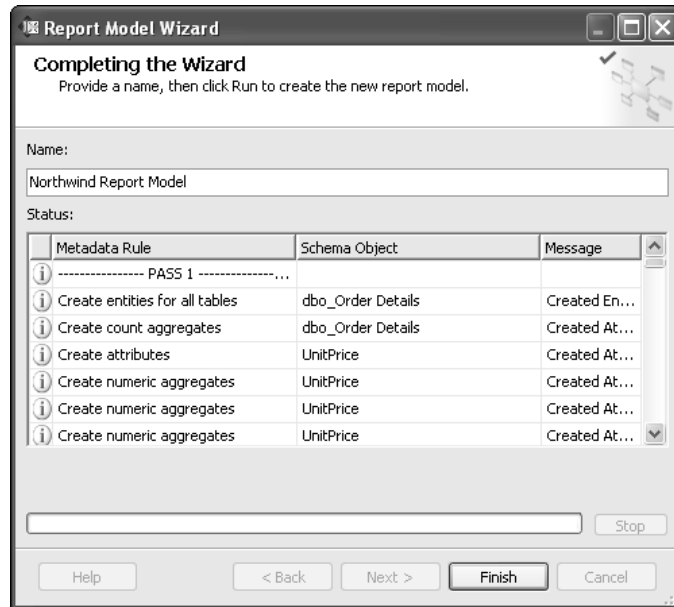 Report Model Wizard
Completing the Wizard
Provide a name, then click Run to create the new report model.
Name:
Northwind Report Model
Status:
Metadata Rule Schema Object Message
---------------- PASS 1 --------------...
Create entities for all tables dbo_Order Details Created En...
Create count aggregates dbo_Order Details Created At...
Create attributes UnitPrice Created At...
Create numeric aggregates UnitPrice Created At...
Create numeric aggregates UnitPrice Created At...
Create numeric aggregates UnitPrice Created At...
Stop
Help < Back Next > Finish Cancel